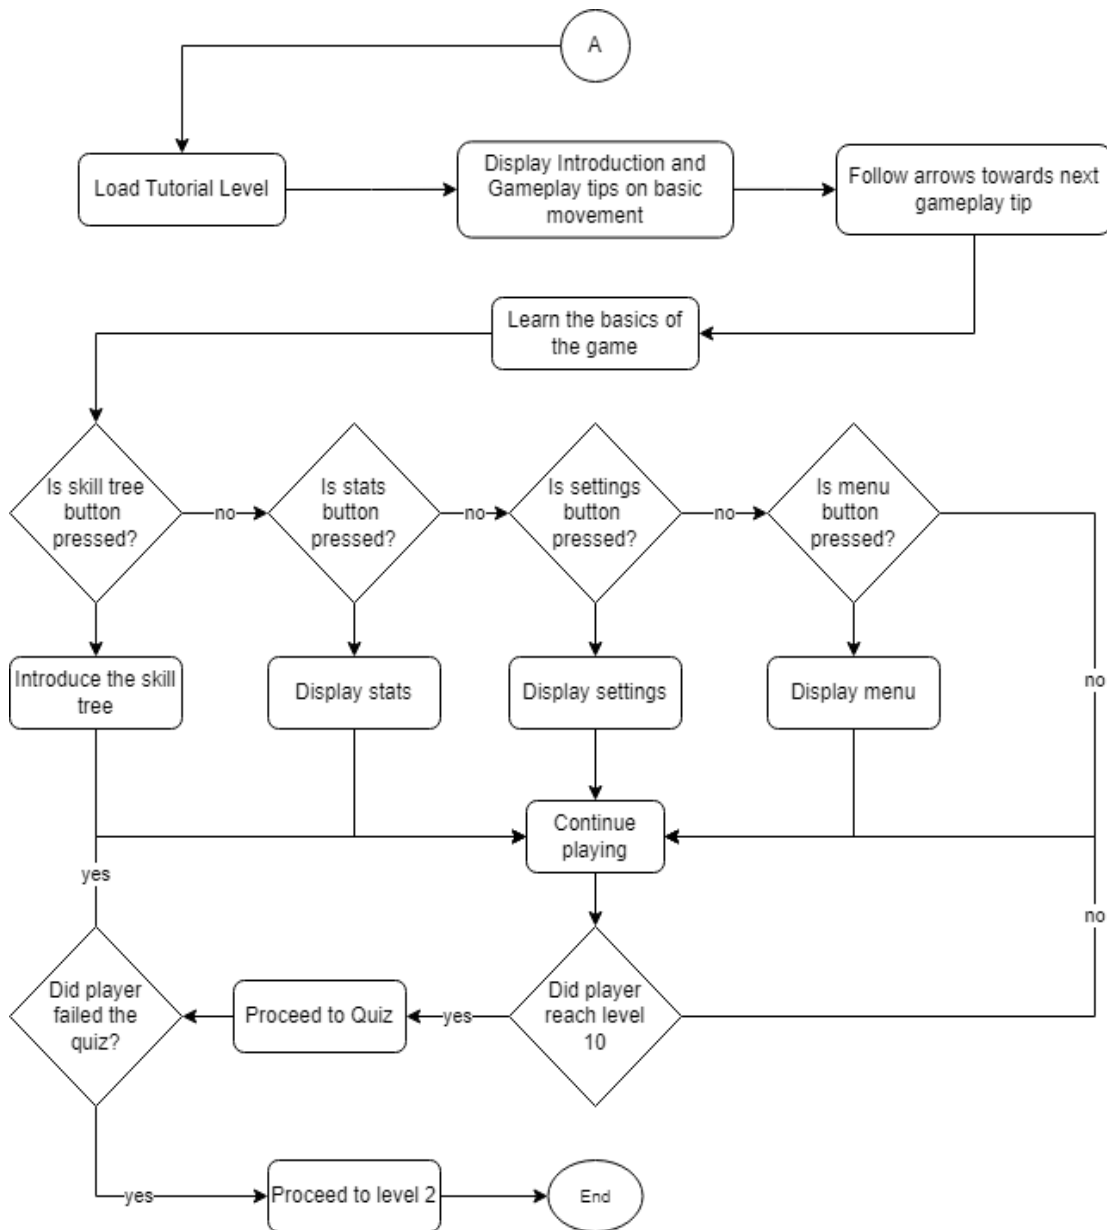 A
Load Tutorial Level
Display Introduction and
Gameplay tips on basic
movement
Follow arrows towards next
gameplay tip
Learn the basics of
the game
Is skill tree
button
pressed?
no
Is stats
button
pressed?
no
Is settings
button
pressed?
no
Is menu
button
pressed?
no
Introduce the skill
tree
Display stats
Display settings
Display menu
Continue
playing
yes
no
Did player
failed the
quiz?
Proceed to Quiz
yes
Did player
reach level
10
yes
Proceed to level 2
End